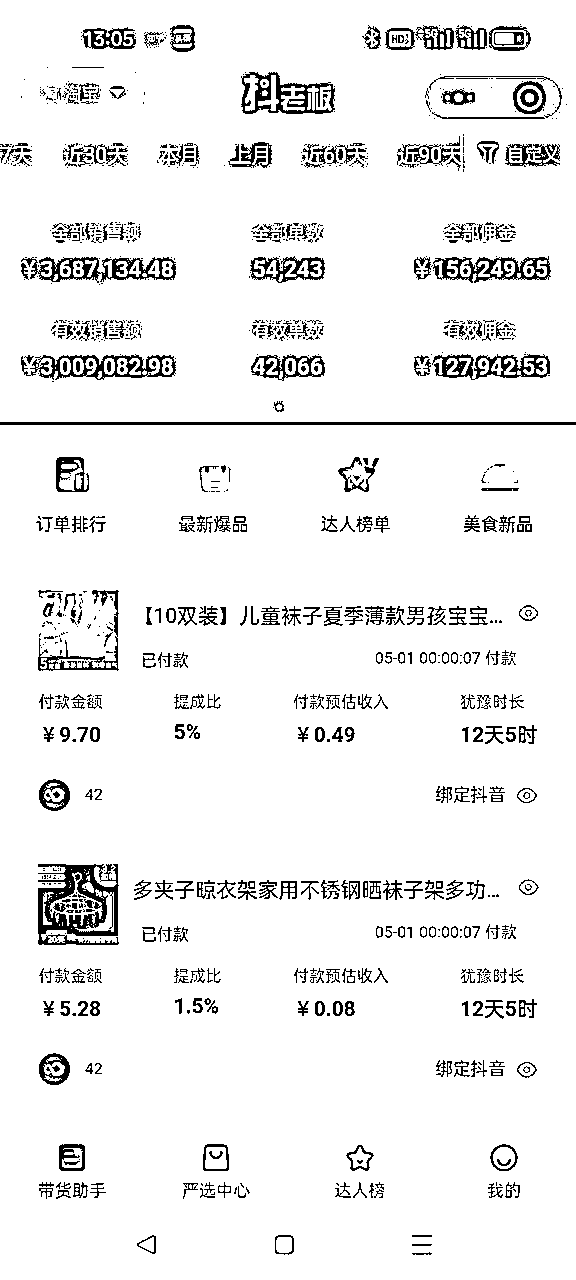 13:05
抖老板
7天 近30天 本月 上月 近60天 近90天 自定义
全部销售额 全部单数 全部佣金
￥3,687,134.48 54,243 ￥156,249.65
有效销售额 有效单数 有效佣金
￥3,009,082.98 42,066 ￥127,942.53
订单排行 最新爆品 达人榜单 美食新品
【10双装】儿童袜子夏季薄款男孩宝宝...
已付款 05-01 00:00:07 付款
付款金额 提成比 付款预估收入 犹豫时长
￥9.70 5% ￥0.49 12天5时
42 绑定抖音
多夹子晾衣架家用不锈钢晒袜子架多功...
已付款 05-01 00:00:07 付款
付款金额 提成比 付款预估收入 犹豫时长
￥5.28 1.5% ￥0.08 12天5时
42 绑定抖音
带货助手 严选中心 达人榜 我的